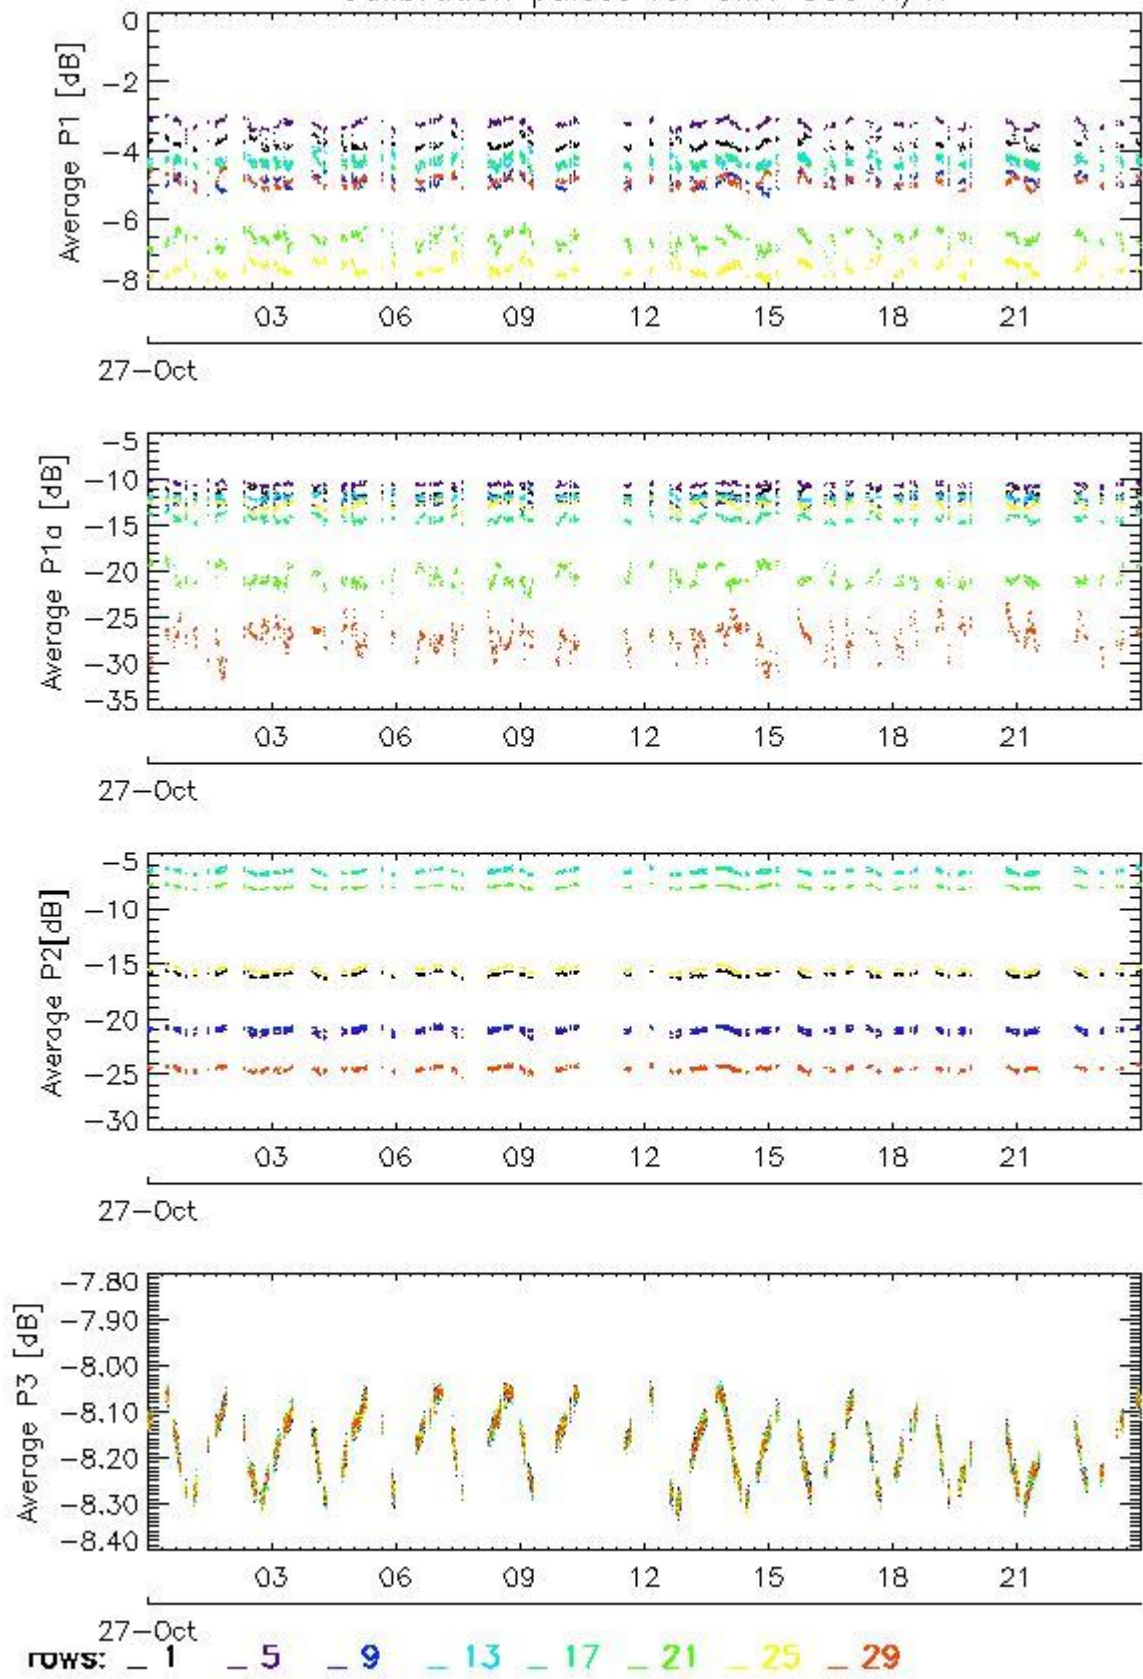 0
-2
-4
-6
-8
Average P1 [dB]
03 06 09 12 15 18 21
27-Oct
-5
-10
-15
-20
-25
-30
-35
Average P1a [dB]
03 06 09 12 15 18 21
27-Oct
-5
-10
-15
-20
-25
-30
Average P2[dB]
03 06 09 12 15 18 21
27-Oct
-7.80
-7.90
-8.00
-8.10
-8.20
-8.30
-8.40
Average P3 [dB]
03 06 09 12 15 18 21
27-Oct
rows: _ 1 _ 5 _ 9 _ 13 _ 17 _ 21 _ 25 _ 29